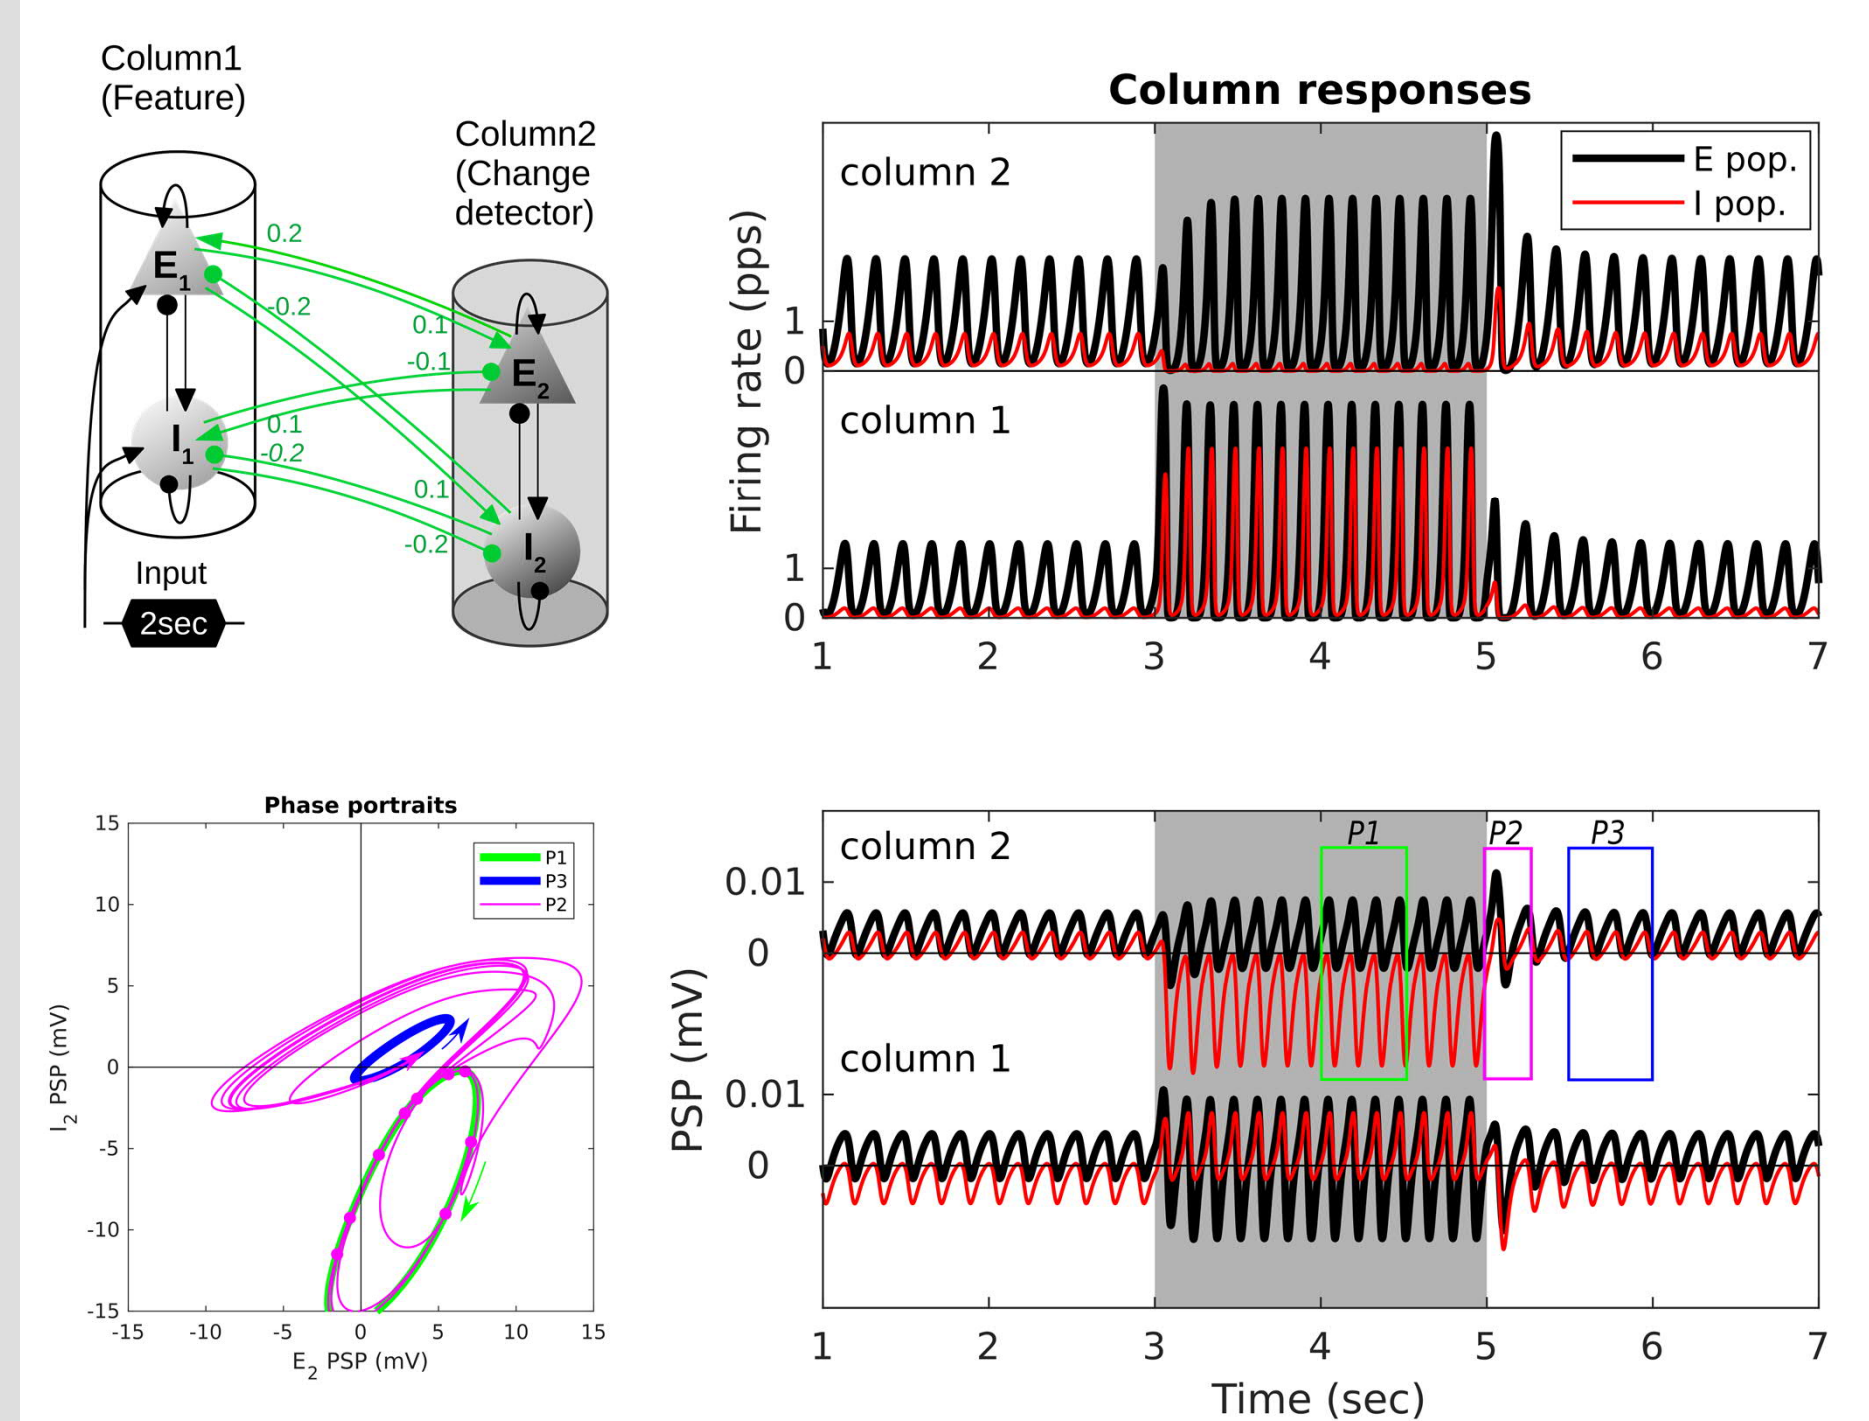 Column1
(Feature)
Column2
(Change
detector)
E1
I1
E2
I2
0.2
-0.2
0.1
-0.1
0.1
-0.2
0.1
-0.2
Input
2sec
Column responses
column 2
E pop.
I pop.
column 1
Firing rate (pps)
1
0
1
0
1 2 3 4 5 6 7
Phase portraits
P1
P3
P2
15
10
5
0
-5
-10
-15
-15 -10 -5 0 5 10 15
I2 PSP (mV)
E2 PSP (mV)
column 2
P1
P2
P3
column 1
PSP (mV)
0.01
0
0.01
0
1 2 3 4 5 6 7
Time (sec)